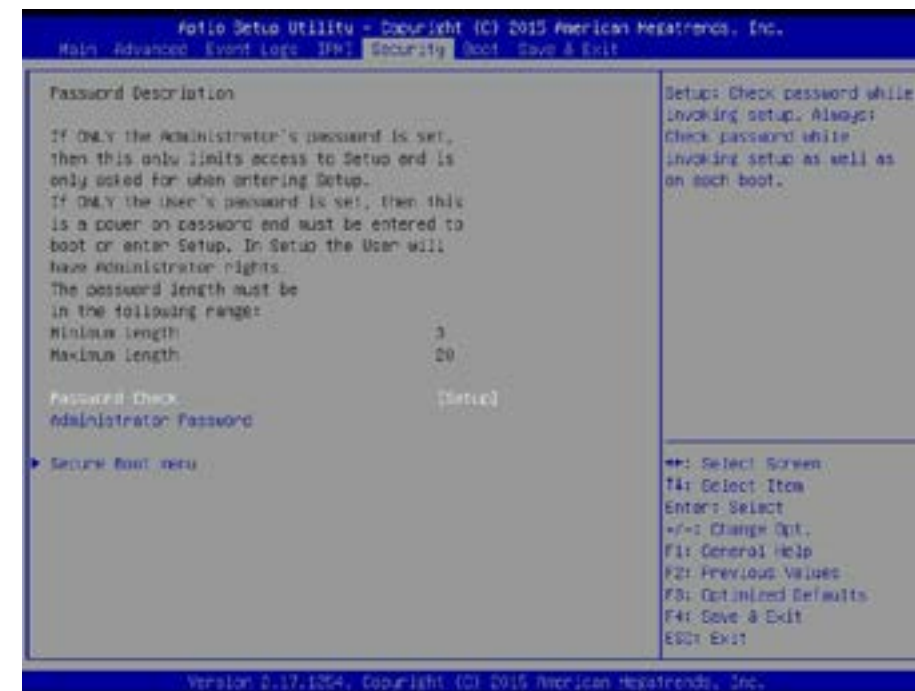 Aptio Setup Utility - Copyright (C) 2015 American Megatrends, Inc.
Main Advanced Event Logs IPMI Security Boot Save & Exit
Password Description
If ONLY the Administrator's password is set,
then this only limits access to Setup and is
only asked for when entering Setup.
If ONLY the User's password is set, then this
is a power on password and must be entered to
boot or enter Setup. In Setup the User will
have Administrator rights.
The password length must be
in the following range:
Minimum length 3
Maximum length 20
Password Check [Setup]
Administrator Password
Secure Boot menu
Setup: Check password while
invoking setup. Always:
Check password while
invoking setup as well as
on each boot.
↔: Select Screen
↑↓: Select Item
Enter: Select
+/-: Change Opt.
F1: General Help
F2: Previous Values
F3: Optimized Defaults
F4: Save & Exit
ESC: Exit
Version 2.17.1254. Copyright (C) 2015 American Megatrends, Inc.